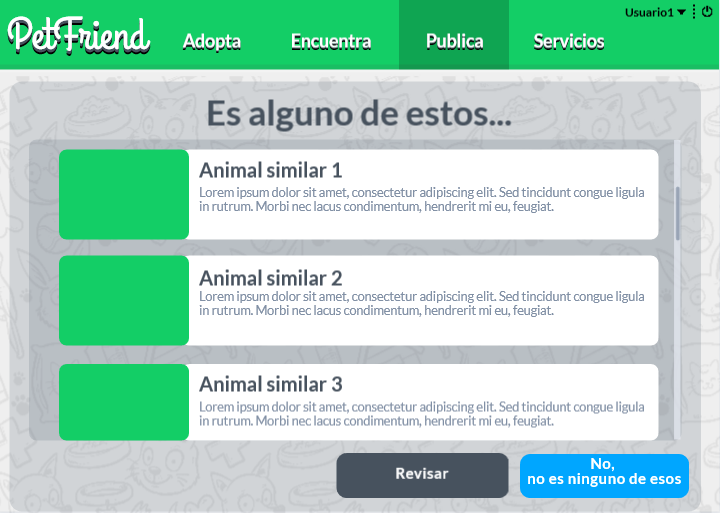 Usuario1
PetFriend
Adopta
Encuentra
Publica
Servicios
Es alguno de estos...
Animal similar 1
Lorem ipsum dolor sit amet, consectetur adipiscing elit. Sed tincidunt congue ligula
in rutrum. Morbi nec lacus condimentum, hendrerit mi eu, feugiat.
Animal similar 2
Lorem ipsum dolor sit amet, consectetur adipiscing elit. Sed tincidunt congue ligula
in rutrum. Morbi nec lacus condimentum, hendrerit mi eu, feugiat.
Animal similar 3
Lorem ipsum dolor sit amet, consectetur adipiscing elit. Sed tincidunt congue ligula
in rutrum. Morbi nec lacus condimentum, hendrerit mi eu, feugiat.
Revisar
No,
no es ninguno de esos